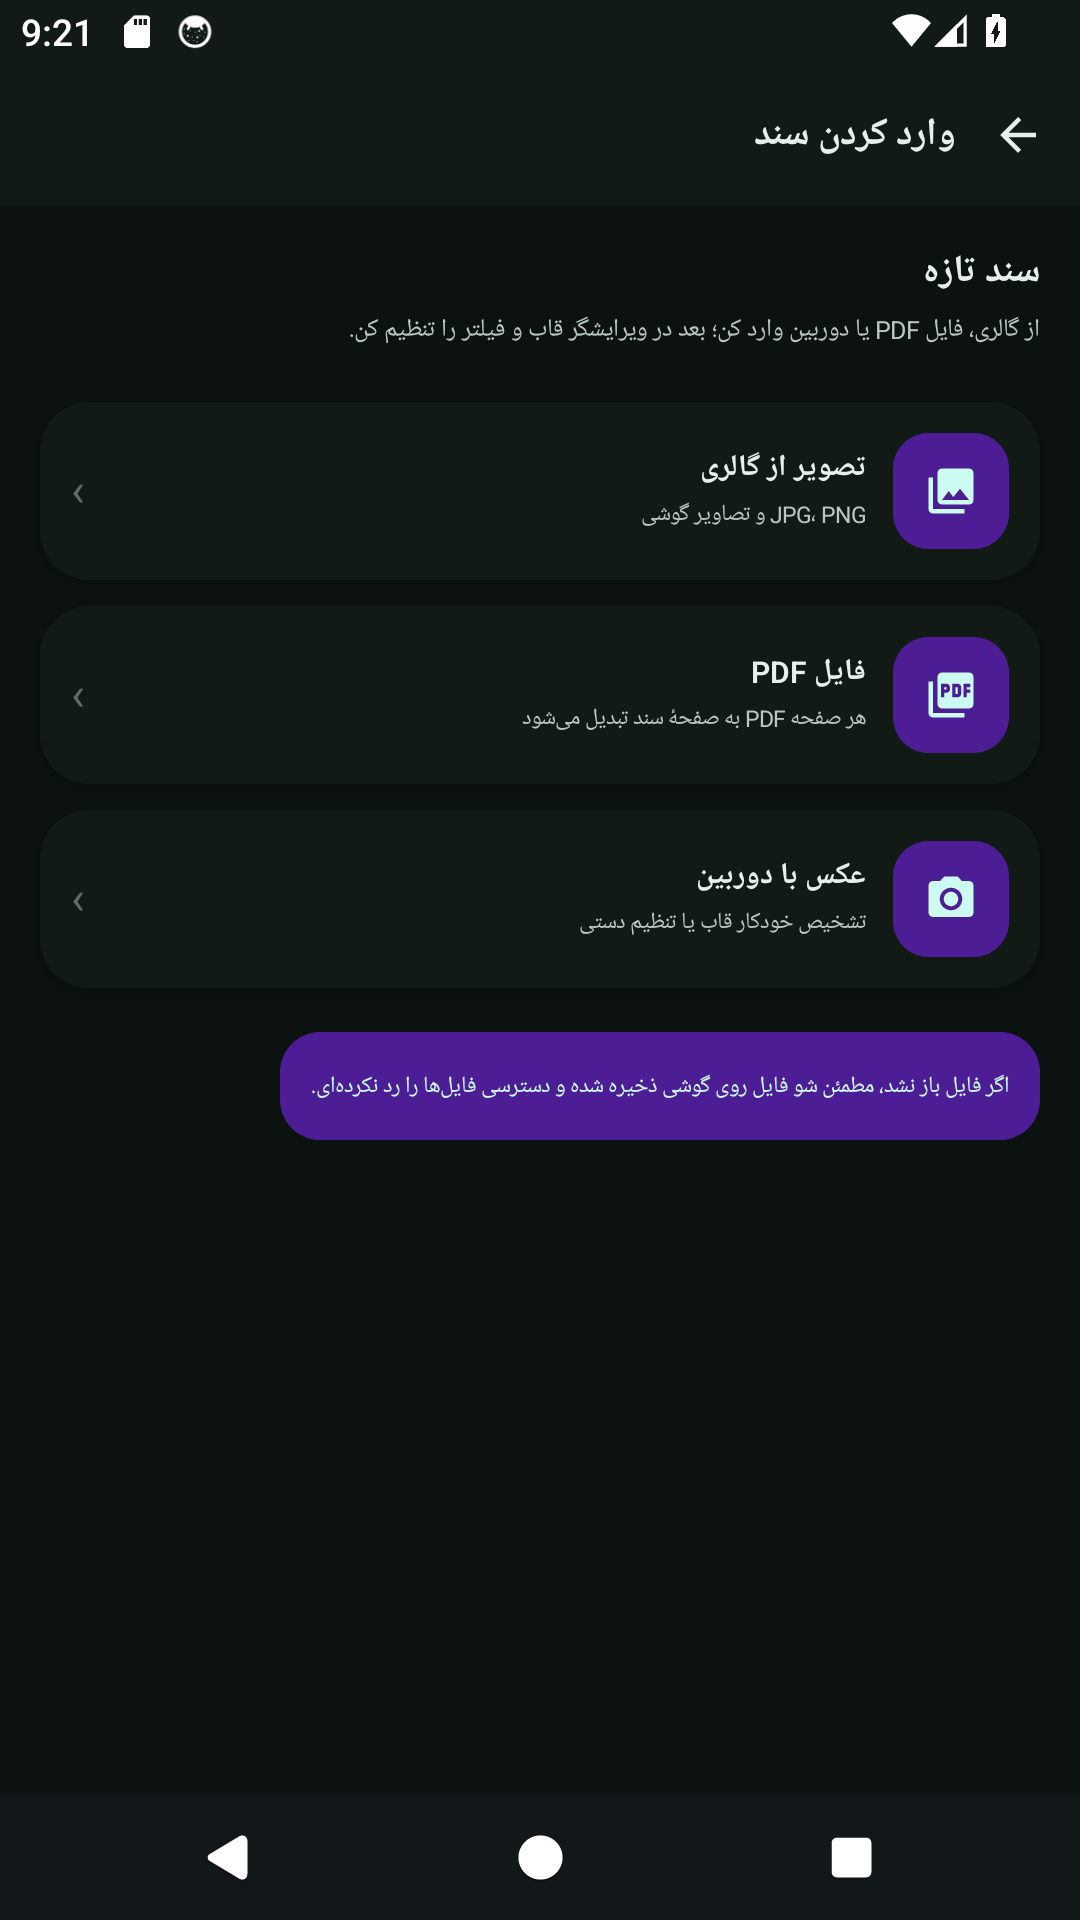 9:21
وارد کردن سند
سند تازه
از گالری، فایل PDF یا دوربین وارد کن؛ بعد در ویرایشگر قاب و فیلتر را تنظیم کن.
تصویر از گالری
JPG، PNG و تصاویر گوشی
فایل PDF
هر صفحه PDF به صفحهٔ سند تبدیل می‌شود
PDF
عکس با دوربین
تشخیص خودکار قاب یا تنظیم دستی
اگر فایل باز نشد، مطمئن شو فایل روی گوشی ذخیره شده و دسترسی فایل‌ها را رد نکرده‌ای.